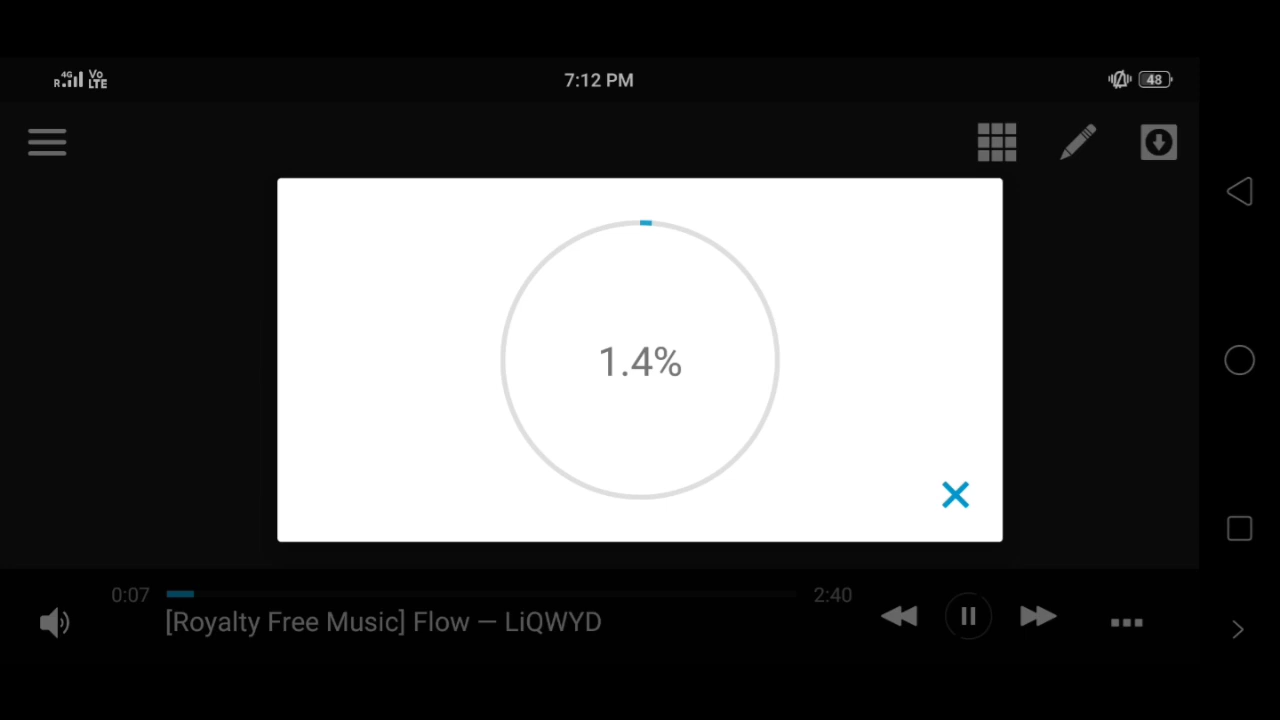 R 4G Vo LTE
7:12 PM
48
1.4%
0:07
2:40
[Royalty Free Music] Flow — LiQWYD